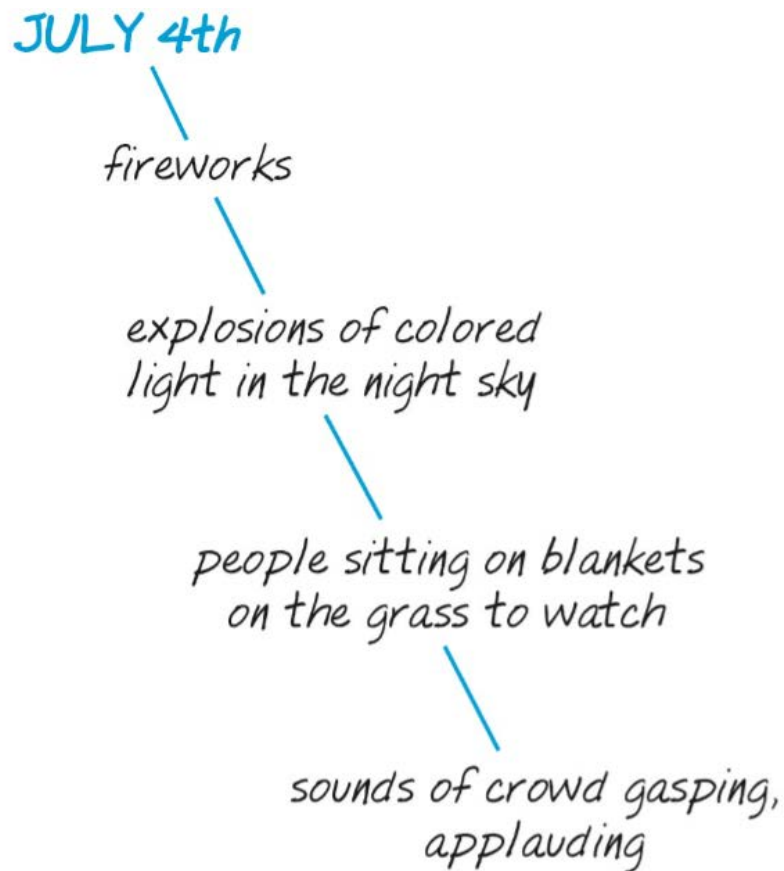 JULY 4th
fireworks
explosions of colored
light in the night sky
people sitting on blankets
on the grass to watch
sounds of crowd gasping,
applauding